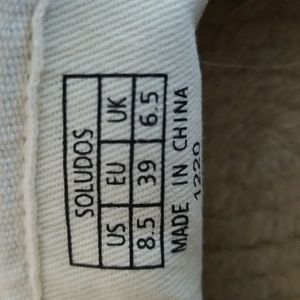 SOLUDOS
US EU UK
8.5 39 6.5
MADE IN CHINA
1220